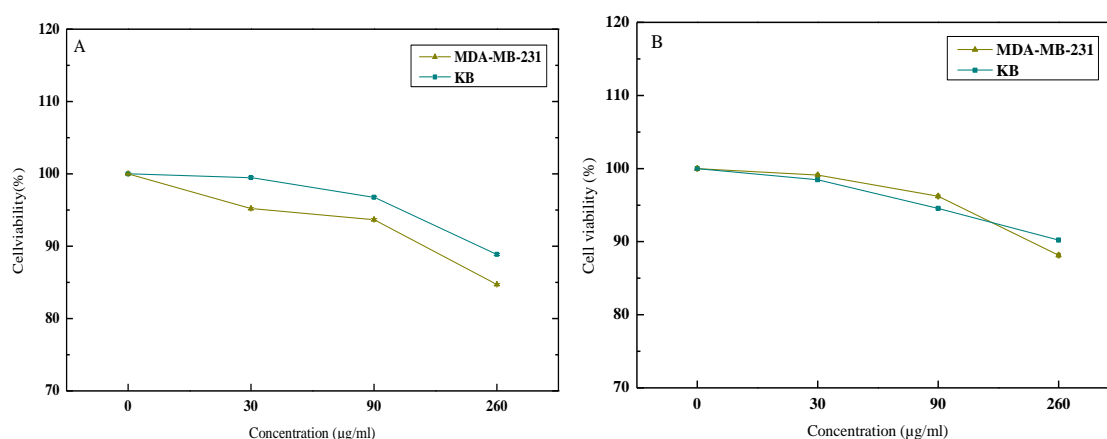 A
MDA-MB-231
KB
120
110
100
90
80
70
Cellviability(%)
0 30 90 260
Concentration (µg/ml)
B
MDA-MB-231
KB
120
110
100
90
80
70
Cell viability (%)
0 30 90 260
Concentration (µg/ml)